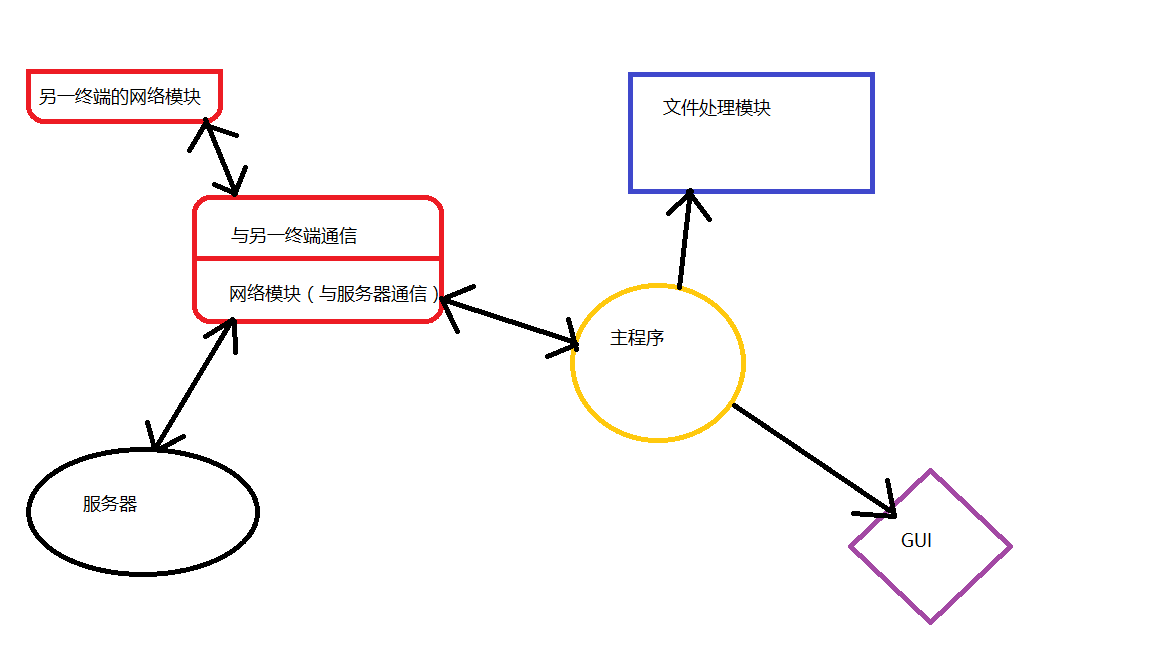 另一终端的网络模块
文件处理模块
与另一终端通信
网络模块（与服务器通信）
主程序
服务器
GUI